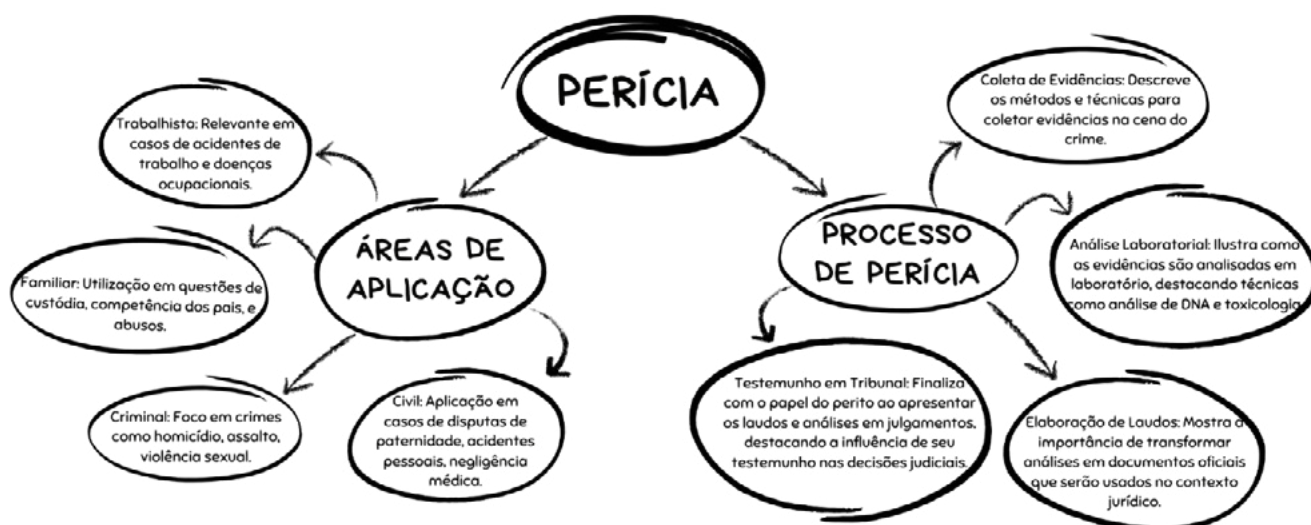 PERÍCIA
ÁREAS DE
APLICAÇÃO
Trabalhista: Relevante em
casos de acidentes de
trabalho e doenças
ocupacionais.
Familiar: Utilização em questões de
custódia, competência dos pais, e
abusos.
Criminal: Foco em crimes
como homicídio, assalto,
violência sexual.
Civil: Aplicação em
casos de disputas de
paternidade, acidentes
pessoais, negligência
médica.
PROCESSO
DE PERÍCIA
Coleta de Evidências: Descreve
os métodos e técnicas para
coletar evidências na cena do
crime.
Análise Laboratorial: Ilustra como
as evidências são analisadas em
laboratório, destacando técnicas
como análise de DNA e toxicologia.
Elaboração de Laudos: Mostra a
importância de transformar
análises em documentos oficiais
que serão usados no contexto
jurídico.
Testemunho em Tribunal: Finaliza
com o papel do perito ao apresentar
os laudos e análises em julgamentos,
destacando a influência de seu
testemunho nas decisões judiciais.